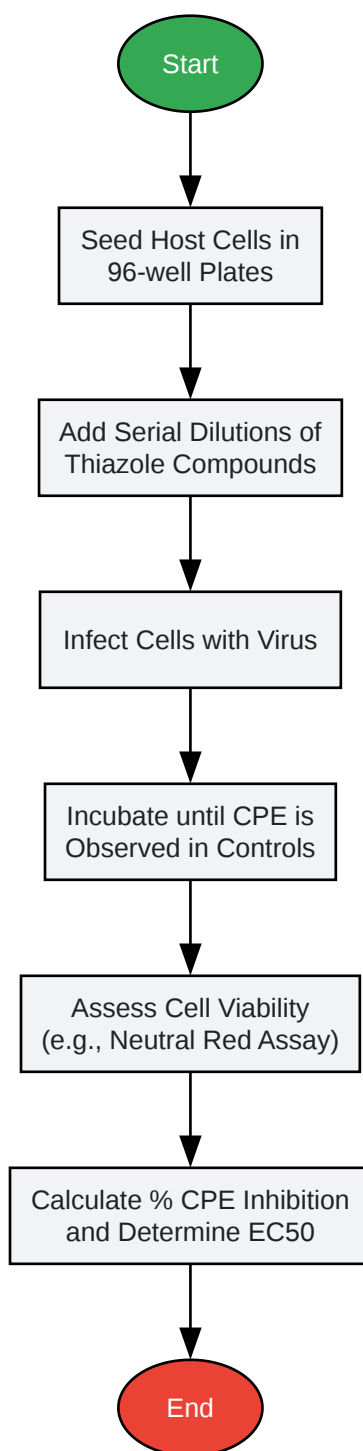 Start
Seed Host Cells in
96-well Plates
Add Serial Dilutions of
Thiazole Compounds
Infect Cells with Virus
Incubate until CPE is
Observed in Controls
Assess Cell Viability
(e.g., Neutral Red Assay)
Calculate % CPE Inhibition
and Determine EC50
End